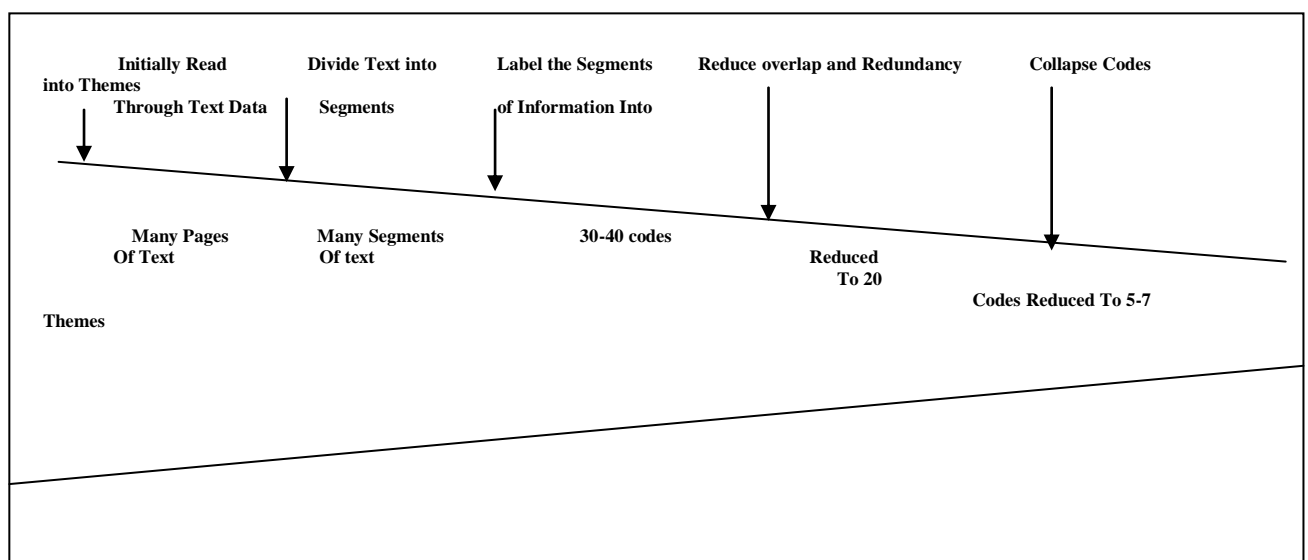 Initially Read Divide Text into Label the Segments Reduce overlap and Redundancy Collapse Codes
into Themes
Through Text Data Segments of Information Into
Many Pages Many Segments 30-40 codes
Of Text Of text Reduced
To 20
Codes Reduced To 5-7
Themes